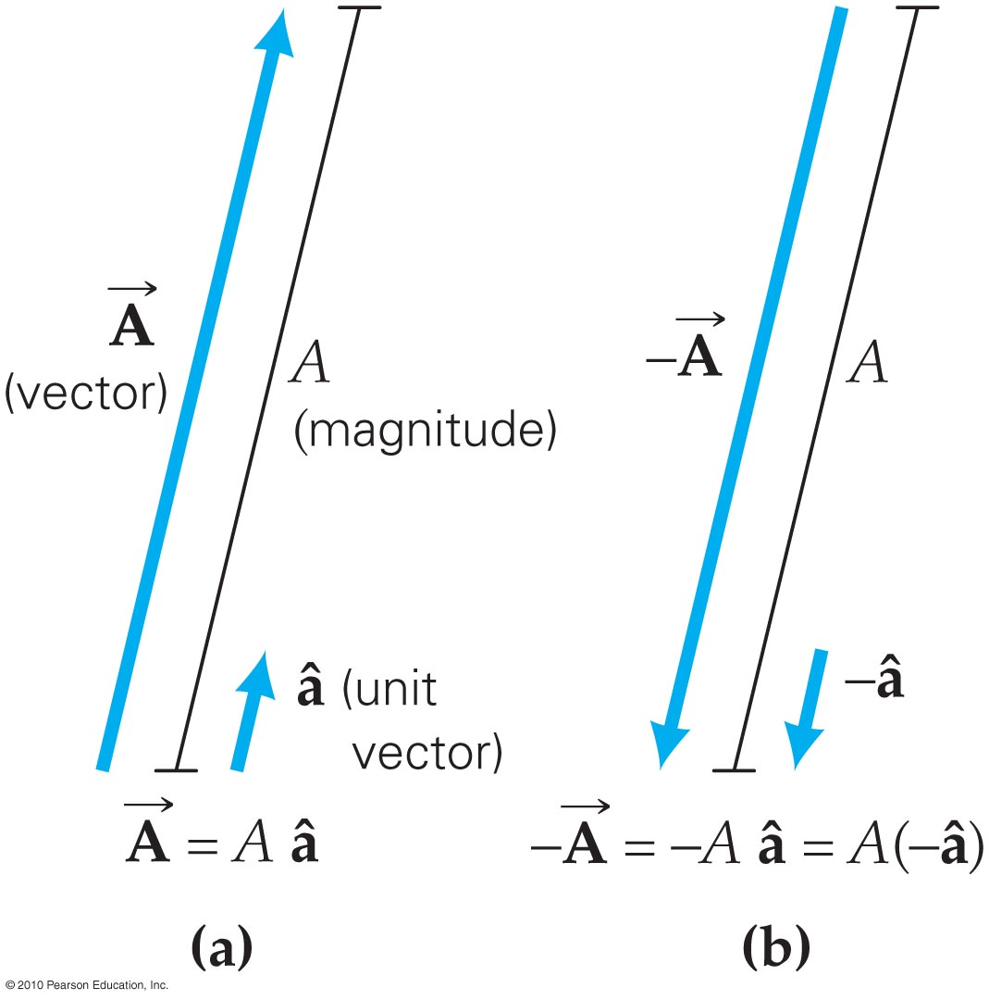 A⃗
(vector)
A
(magnitude)
â (unit
vector)
A⃗ = A â
(a)
−A⃗
A
−â
−A⃗ = −A â = A(−â)
(b)
© 2010 Pearson Education, Inc.